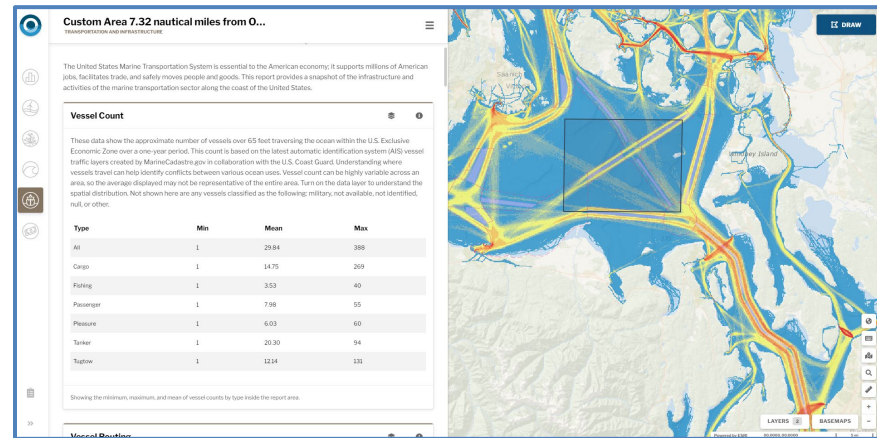 Custom Area 7.32 nautical miles from O...
TRANSPORTATION AND INFRASTRUCTURE
The United States Marine Transportation System is essential to the American economy; it supports millions of American
jobs, facilitates trade, and safely moves people and goods. This report provides a snapshot of the infrastructure and
activities of the marine transportation sector along the coast of the United States.
Vessel Count
These data show the approximate number of vessels over 65 feet traversing the ocean within the U.S. Exclusive
Economic Zone over a one-year period. This count is based on the latest automatic identification system (AIS) vessel
traffic layers created by MarineCadastre.gov in collaboration with the U.S. Coast Guard. Understanding where
vessels travel can help identify conflicts between various ocean uses. Vessel count can be highly variable across an
area, so the average displayed may not be representative of the entire area. Turn on the data layer to understand the
spatial distribution. Not shown here are any vessels classified as the following: military, not available, not identified,
null, or other.
Type Min Mean Max
All 1 29.84 388
Cargo 1 14.75 269
Fishing 1 3.53 40
Passenger 1 7.98 55
Pleasure 1 6.03 60
Tanker 1 20.30 94
Tugtow 1 12.14 131
Showing the minimum, maximum, and mean of vessel counts by type inside the report area.
Vessel Routing
DRAW
Saanich
Whidbey Island
LAYERS 2
BASEMAPS
Powered by ESRI
00.0000, 00.0000
5 mi